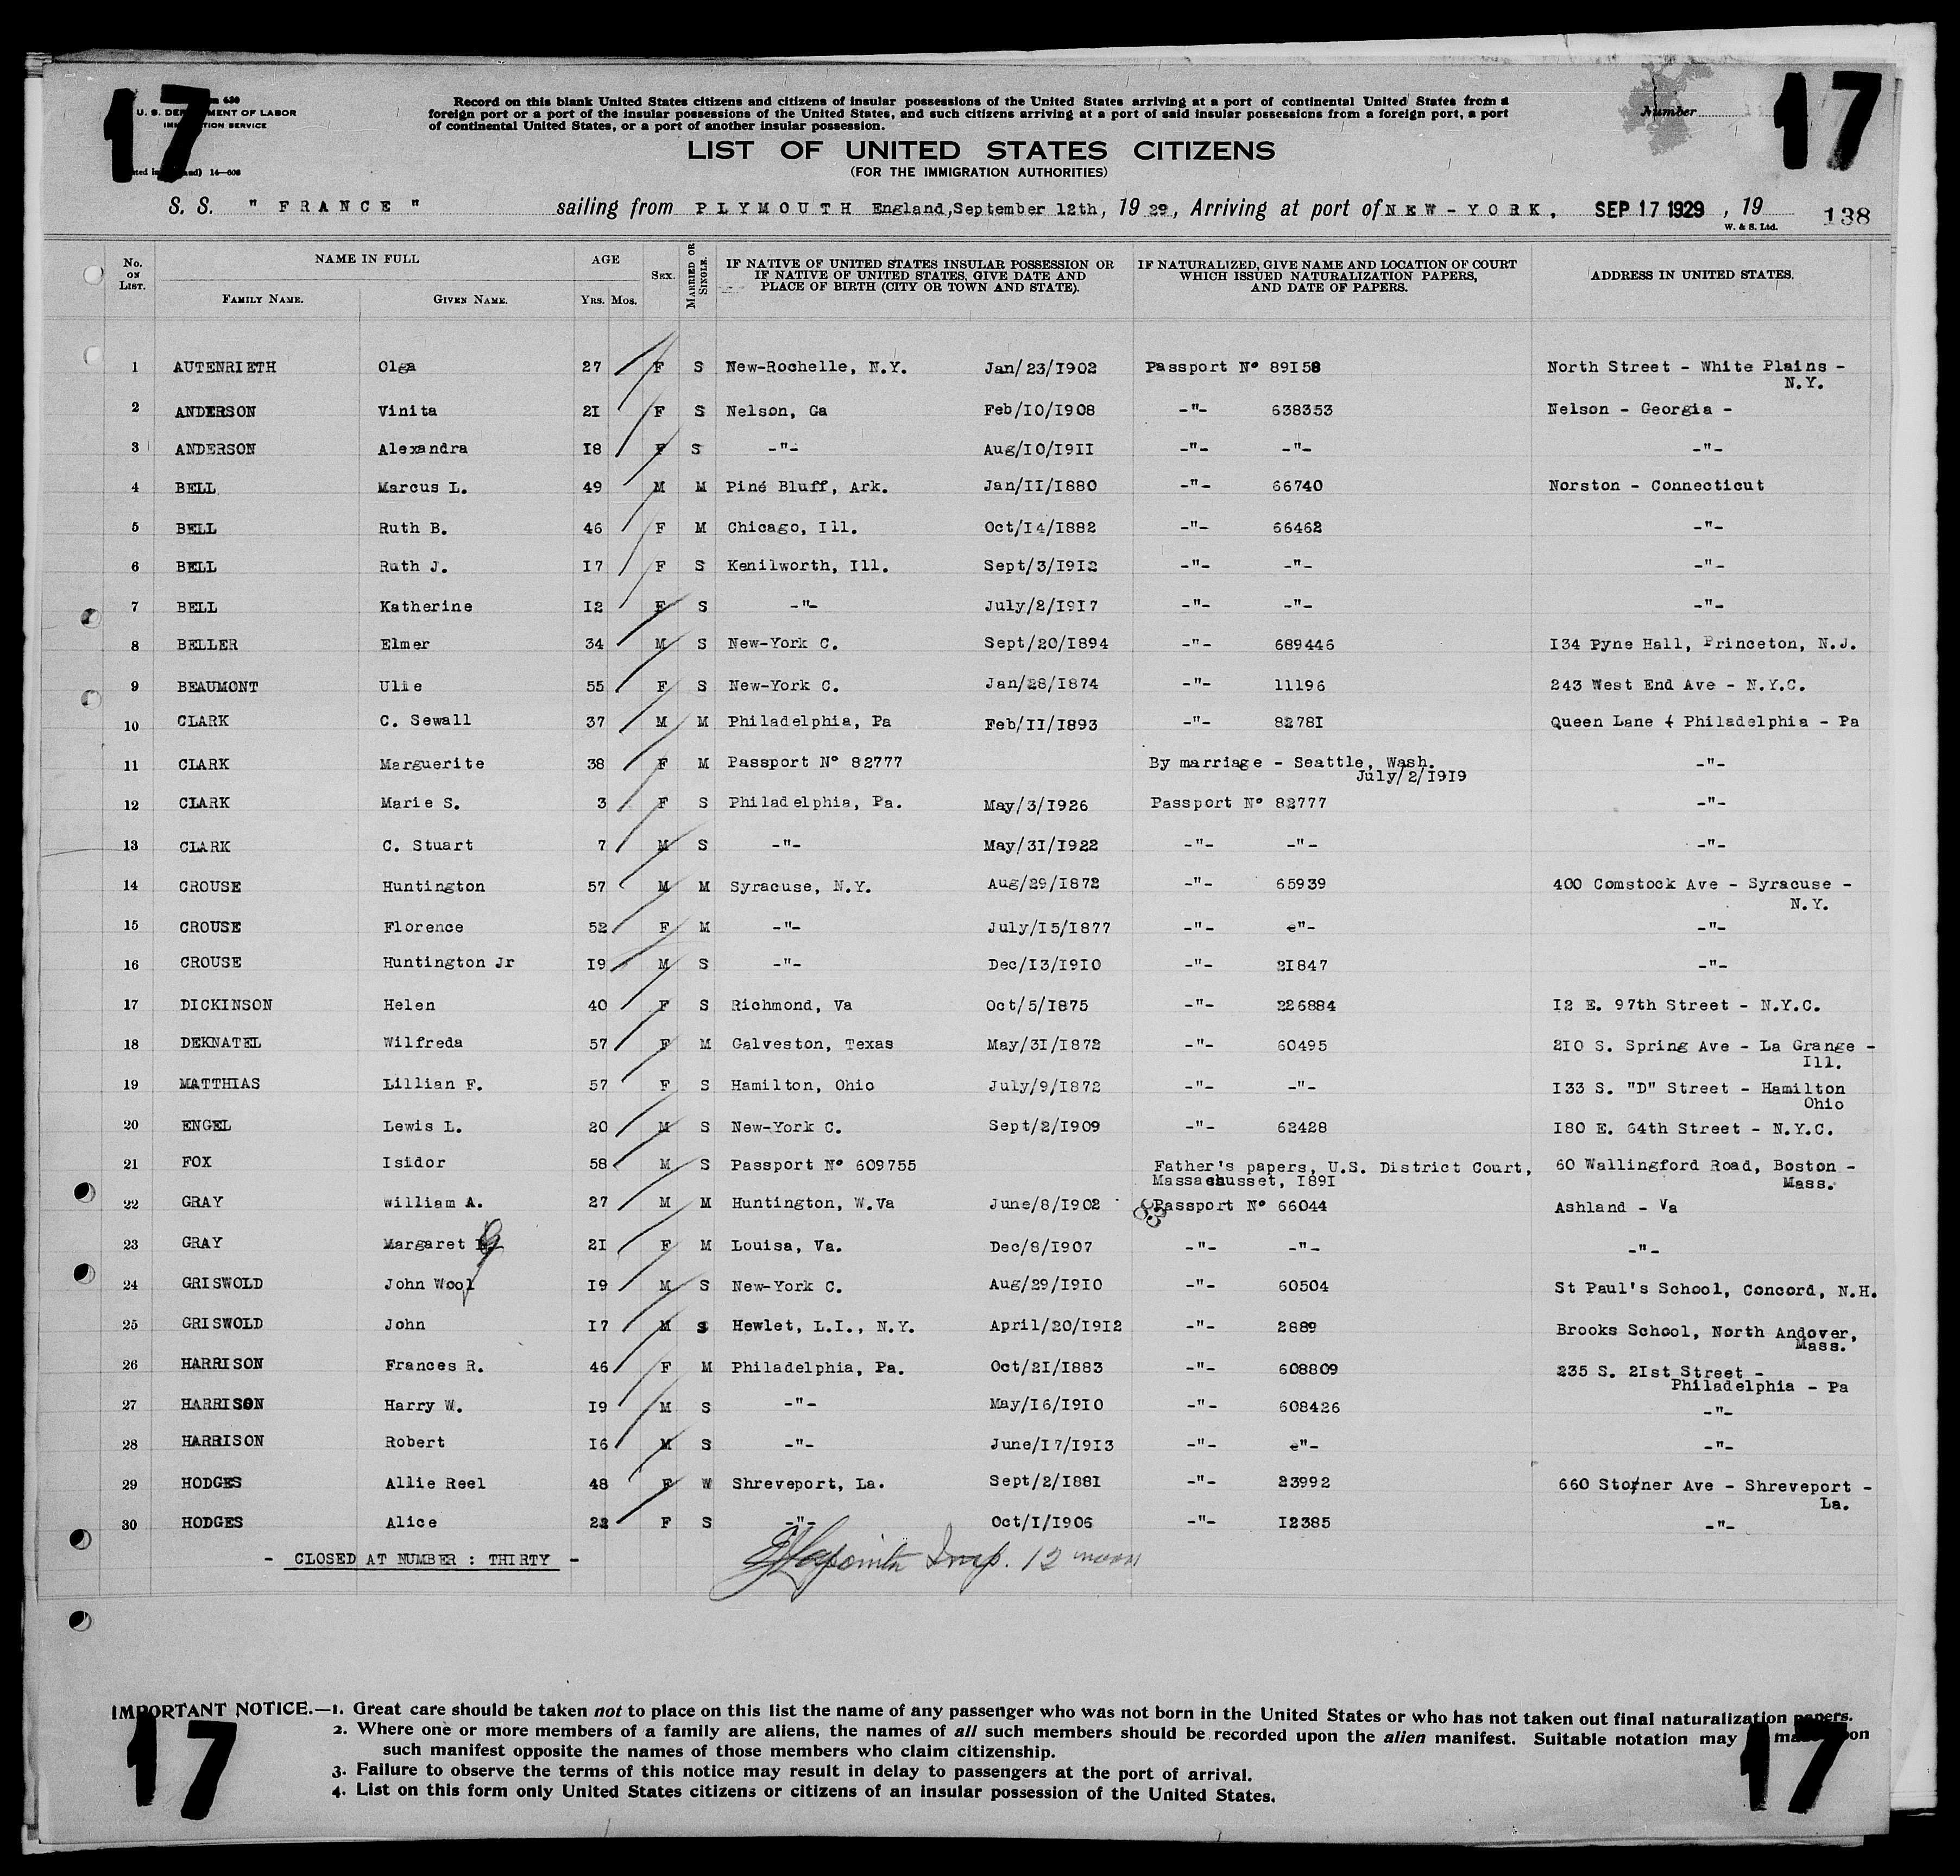 17
17
U. S. DEPARTMENT OF LABOR
IMMIGRATION SERVICE
14—608
Record on this blank United States citizens and citizens of insular possessions of the United States arriving at a port of continental United States from a
foreign port or a port of the insular possessions of the United States, and such citizens arriving at a port of said insular possessions from a foreign port, a port
of continental United States, or a port of another insular possession.
Number
LIST OF UNITED STATES CITIZENS
(FOR THE IMMIGRATION AUTHORITIES)
S. S. " FRANCE " sailing from PLYMOUTH England, September 12th, 19 29, Arriving at port of NEW-YORK, SEP 17 1929, 19 138
W. & S. Ltd.
No. ON LIST. NAME IN FULL AGE SEX. MARRIED OR SINGLE. IF NATIVE OF UNITED STATES INSULAR POSSESSION OR IF NATIVE OF UNITED STATES, GIVE DATE AND PLACE OF BIRTH (CITY OR TOWN AND STATE). IF NATURALIZED, GIVE NAME AND LOCATION OF COURT WHICH ISSUED NATURALIZATION PAPERS, AND DATE OF PAPERS. ADDRESS IN UNITED STATES.
FAMILY NAME. GIVEN NAME. YRS. MOS.
1 AUTENRIETH Olga 27 F S New-Rochelle, N.Y. Jan/23/1902 Passport N° 89158 North Street - White Plains -
N.Y.
2 ANDERSON Vinita 21 F S Nelson, Ga Feb/10/1908 -"- 638353 Nelson - Georgia -
3 ANDERSON Alexandra 18 F S -"- Aug/10/1911 -"- -"- -"-
4 BELL Marcus L. 49 M M Piné Bluff, Ark. Jan/11/1880 -"- 66740 Norston - Connecticut
5 BELL Ruth B. 46 F M Chicago, Ill. Oct/14/1882 -"- 66462 -"-
6 BELL Ruth J. 17 F S Kenilworth, Ill. Sept/3/1912 -"- -"- -"-
7 BELL Katherine 12 F S -"- July/2/1917 -"- -"- -"-
8 BELLER Elmer 34 M S New-York C. Sept/20/1894 -"- 689446 134 Pyne Hall, Princeton, N.J.
9 BEAUMONT Ulie 55 F S New-York C. Jan/28/1874 -"- 11196 243 West End Ave - N.Y.C.
10 CLARK C. Sewall 37 M M Philadelphia, Pa Feb/11/1893 -"- 82781 Queen Lane - Philadelphia - Pa
11 CLARK Marguerite 38 F M Passport N° 82777 By marriage - Seattle, Wash. -"-
July/2/1919
12 CLARK Marie S. 3 F S Philadelphia, Pa. May/3/1926 Passport N° 82777 -"-
13 CLARK C. Stuart 7 M S -"- May/31/1922 -"- -"- -"-
14 CROUSE Huntington 57 M M Syracuse, N.Y. Aug/29/1872 -"- 65939 400 Comstock Ave - Syracuse -
N.Y.
15 CROUSE Florence 52 F M -"- July/15/1877 -"- -"- -"-
16 CROUSE Huntington Jr 19 M S -"- Dec/13/1910 -"- 21847 -"-
17 DICKINSON Helen 40 F S Richmond, Va Oct/5/1875 -"- 226884 12 E. 97th Street - N.Y.C.
18 DEKNATEL Wilfreda 57 F M Galveston, Texas May/31/1872 -"- 60495 210 S. Spring Ave - La Grange -
Ill.
19 MATTHIAS Lillian F. 57 F S Hamilton, Ohio July/9/1872 -"- -"- 133 S. "D" Street - Hamilton
Ohio
20 ENGEL Lewis L. 20 M S New-York C. Sept/2/1909 -"- 62428 180 E. 64th Street - N.Y.C.
21 FOX Isidor 58 M S Passport N° 609755 Father's papers, U.S. District Court, 60 Wallingford Road, Boston -
Massachusset, 1891 Mass.
22 GRAY William A. 27 M M Huntington, W.Va June/8/1902 Passport N° 66044 Ashland - Va
23 GRAY Margaret G 21 F M Louisa, Va. Dec/8/1907 -"- -"- -"-
24 GRISWOLD John Wool 19 M S New-York C. Aug/29/1910 -"- 60504 St Paul's School, Concord, N.H.
25 GRISWOLD John 17 M S Hewlet, L.I., N.Y. April/20/1912 -"- 2889 Brooks School, North Andover,
Mass.
26 HARRISON Frances R. 46 F M Philadelphia, Pa. Oct/21/1883 -"- 608809 235 S. 21st Street -
Philadelphia - Pa
27 HARRISON Harry W. 19 M S -"- May/16/1910 -"- 608426 -"-
28 HARRISON Robert 16 M S -"- June/17/1913 -"- -"- -"-
29 HODGES Allie Reel 48 F W Shreveport, La. Sept/2/1881 -"- 23992 660 Storner Ave - Shreveport -
La.
30 HODGES Alice 22 F S -"- Oct/1/1906 -"- 12385 -"-
- CLOSED AT NUMBER : THIRTY -
Insp. 12 noon
IMPORTANT NOTICE.—1. Great care should be taken not to place on this list the name of any passenger who was not born in the United States or who has not taken out final naturalization papers.
2. Where one or more members of a family are aliens, the names of all such members should be recorded upon the alien manifest. Suitable notation may made upon
such manifest opposite the names of those members who claim citizenship.
3. Failure to observe the terms of this notice may result in delay to passengers at the port of arrival.
4. List on this form only United States citizens or citizens of an insular possession of the United States.
17
17